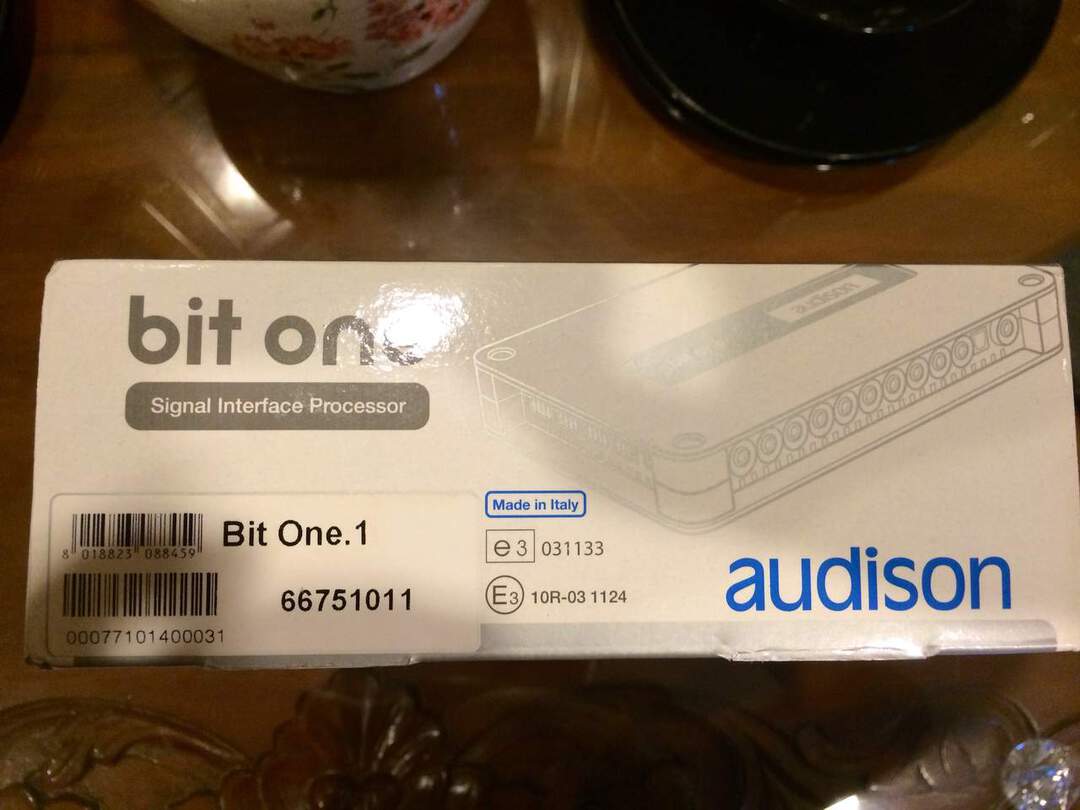 bit one
Signal Interface Processor
audison
8 018823 088459
Bit One.1
66751011
00077101400031
Made in Italy
e 3 031133
E3 10R-03 1124
audison